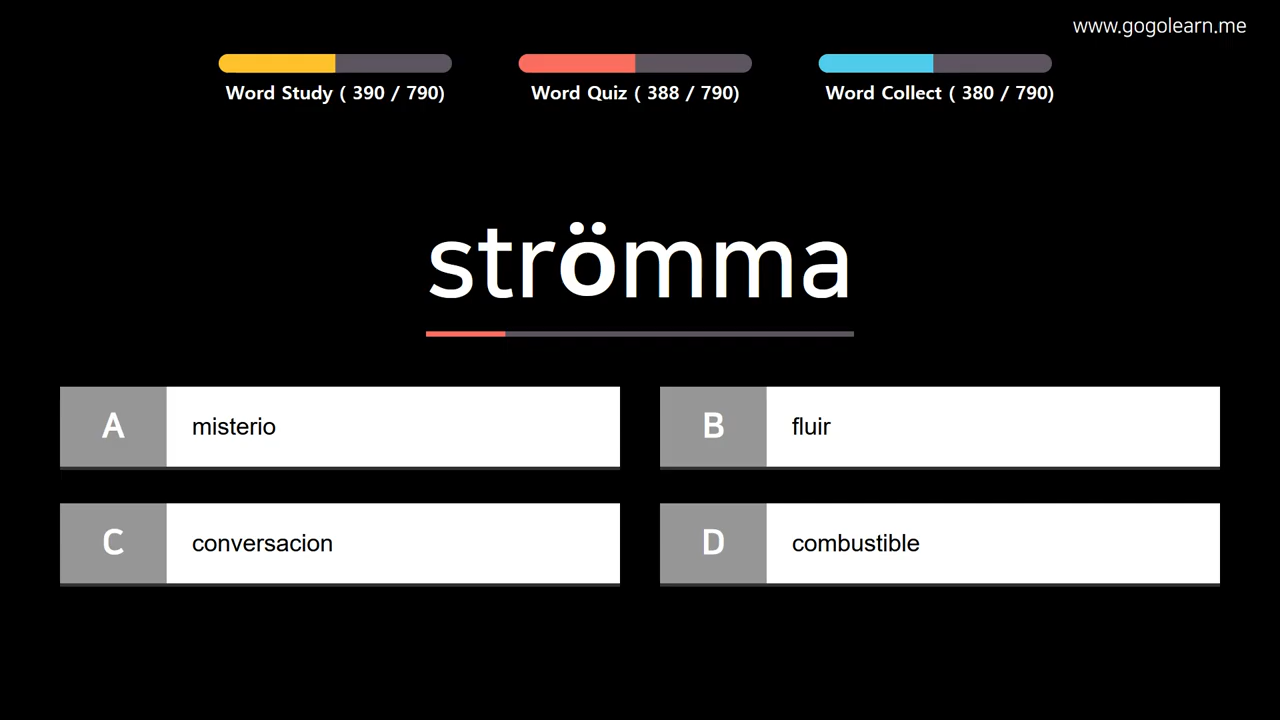 www.gogolearn.me
Word Study ( 390 / 790)
Word Quiz ( 388 / 790)
Word Collect ( 380 / 790)
strömma
A misterio
B fluir
C conversacion
D combustible